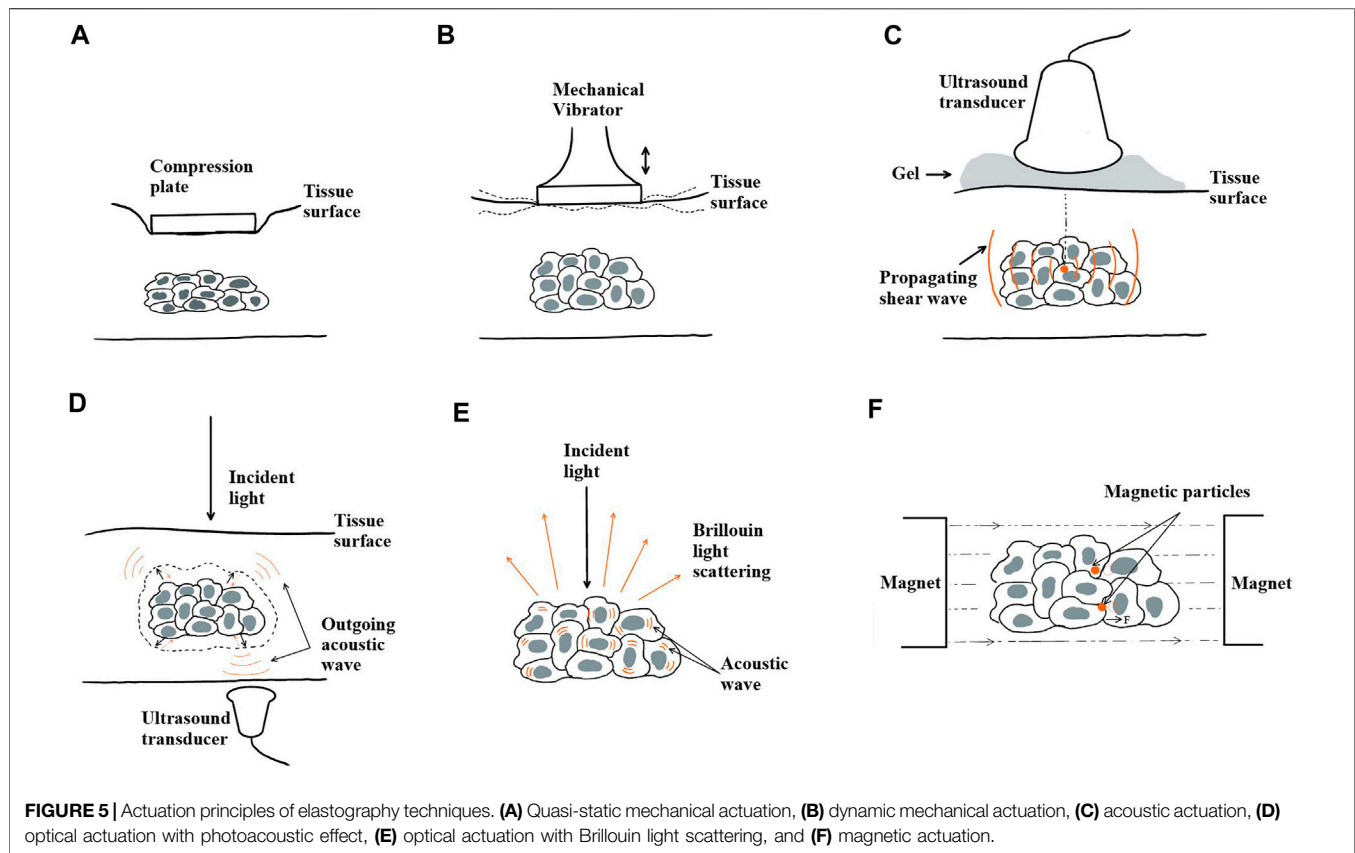 A
Compression
plate
Tissue
surface
B
Mechanical
Vibrator
Tissue
surface
C
Ultrasound
transducer
Gel
Tissue
surface
Propagating
shear wave
D
Incident
light
Tissue
surface
Outgoing
acoustic
wave
Ultrasound
transducer
E
Incident
light
Brillouin
light
scattering
Acoustic
wave
F
Magnetic particles
Magnet
Magnet
F
FIGURE 5 | Actuation principles of elastography techniques. (A) Quasi-static mechanical actuation, (B) dynamic mechanical actuation, (C) acoustic actuation, (D)
optical actuation with photoacoustic effect, (E) optical actuation with Brillouin light scattering, and (F) magnetic actuation.